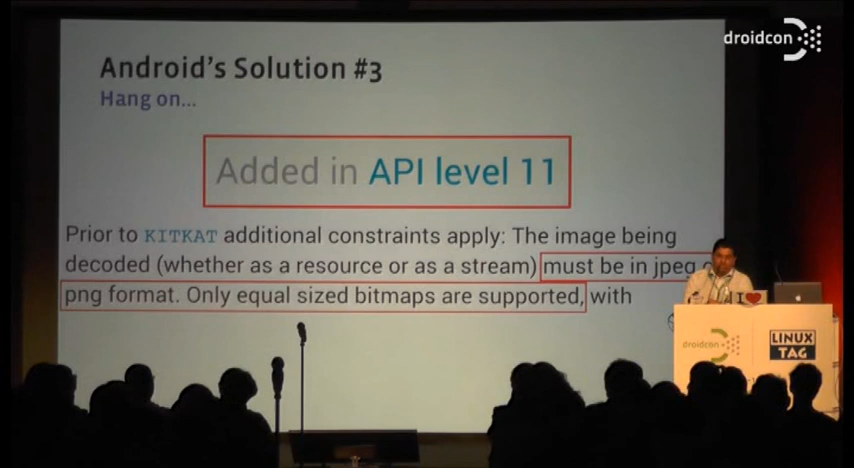 droidcon
Android's Solution #3
Hang on...
Added in API level 11
Prior to KITKAT additional constraints apply: The image being
decoded (whether as a resource or as a stream) must be in jpeg
png format. Only equal sized bitmaps are supported, with
I
droidcon
LINUX
TAG